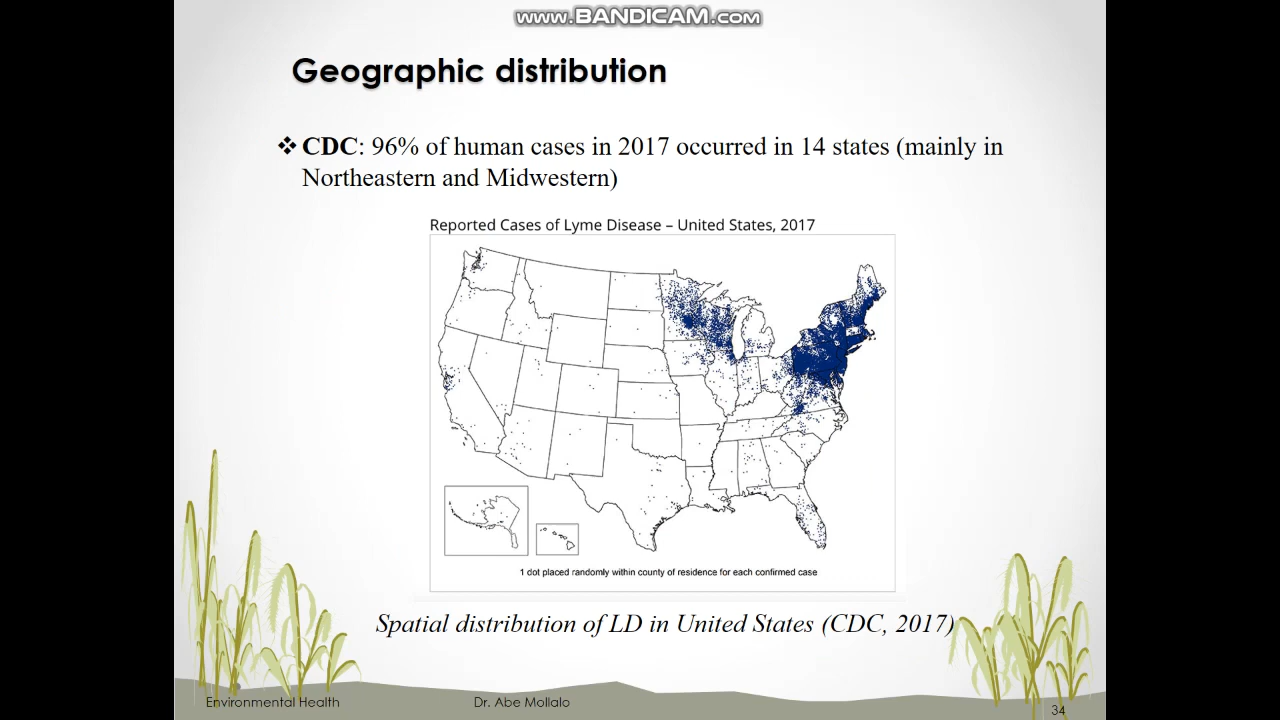 www.BANDICAM.com
Geographic distribution
❖ CDC: 96% of human cases in 2017 occurred in 14 states (mainly in
Northeastern and Midwestern)
Reported Cases of Lyme Disease – United States, 2017
1 dot placed randomly within county of residence for each confirmed case
Spatial distribution of LD in United States (CDC, 2017)
Environmental Health
Dr. Abe Mollalo
34